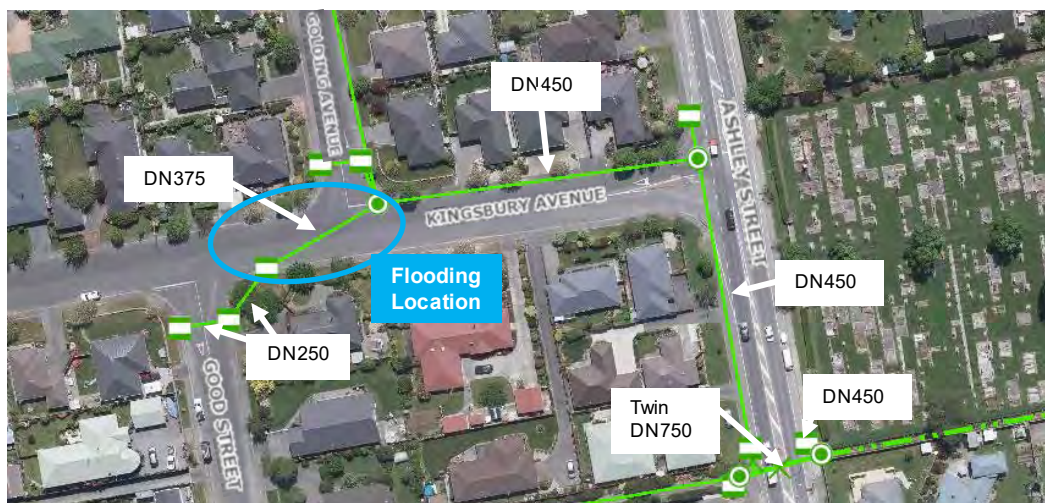 GOLDING AVENUE
DN450
ASHLEY STREET
DN375
KINGSBURY AVENUE
Flooding
Location
DN450
DN250
GOOD STREET
Twin
DN750
DN450